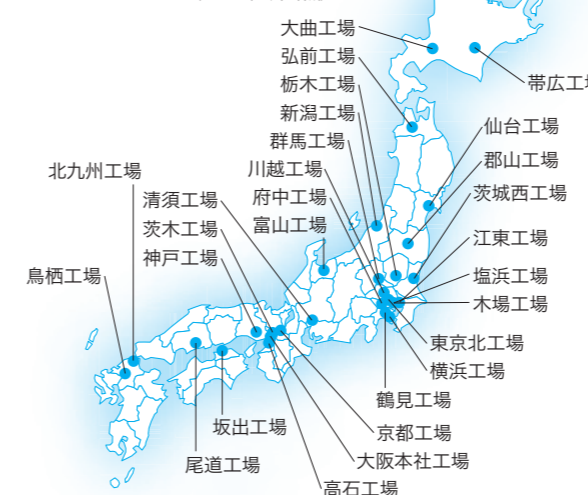 大曲工場
弘前工場
栃木工場
新潟工場
群馬工場
川越工場
府中工場
富山工場
清須工場
茨木工場
神戸工場
北九州工場
鳥栖工場
帯広工
仙台工場
郡山工場
茨城西工場
江東工場
塩浜工場
木場工場
東京北工場
横浜工場
鶴見工場
坂出工場
尾道工場
京都工場
大阪本社工場
高石工場